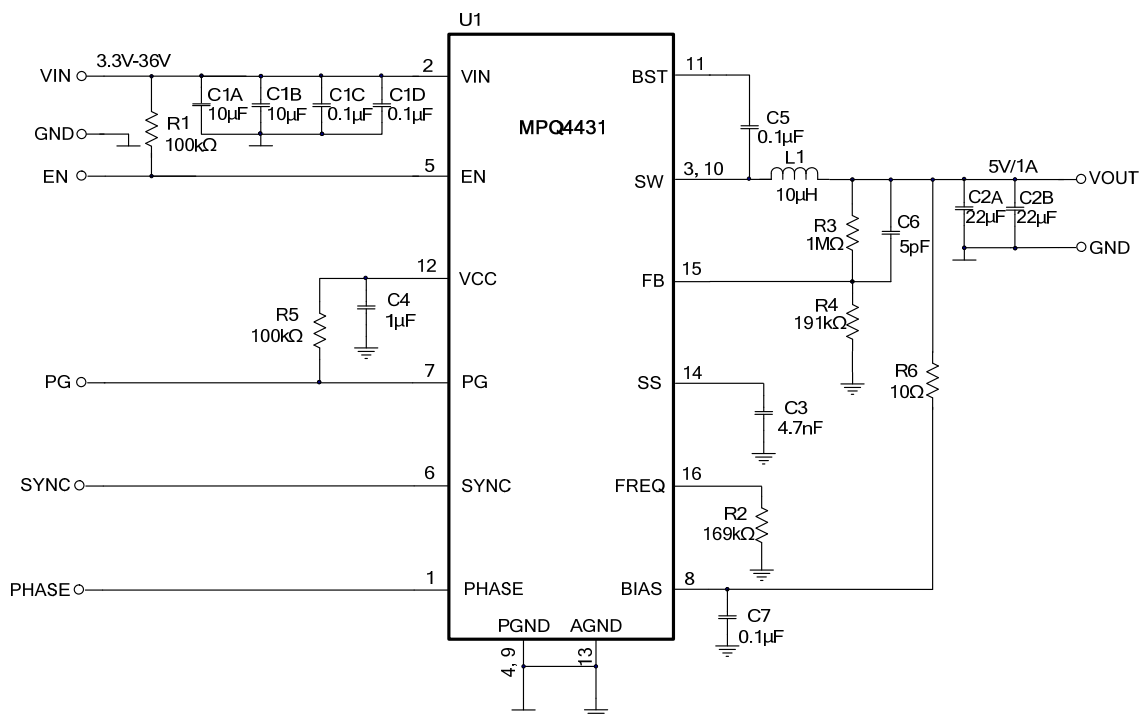 U1
MPQ4431
VIN
3.3V-36V
2
VIN
C1A
10µF
C1B
10µF
C1C
0.1µF
C1D
0.1µF
GND
R1
100kΩ
EN
5
EN
12
VCC
C4
1µF
R5
100kΩ
PG
7
PG
SYNC
6
SYNC
PHASE
1
PHASE
PGND
4, 9
AGND
13
BST
11
C5
0.1µF
SW
3, 10
L1
10µH
5V/1A
VOUT
C2A
22µF
C2B
22µF
GND
R3
1MΩ
C6
5pF
FB
15
R4
191kΩ
R6
10Ω
SS
14
C3
4.7nF
FREQ
16
R2
169kΩ
BIAS
8
C7
0.1µF